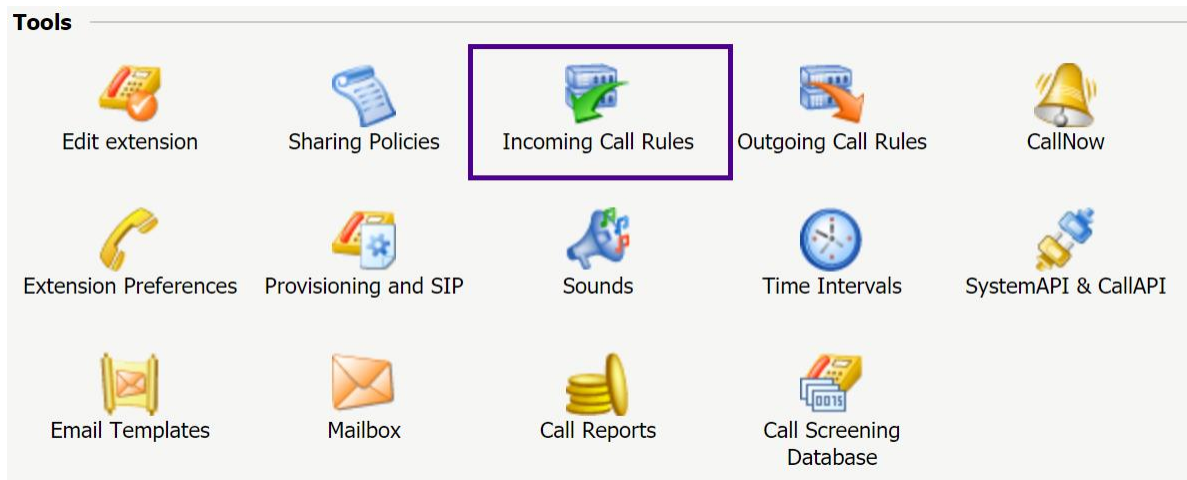 Tools
Edit extension
Sharing Policies
Incoming Call Rules
Outgoing Call Rules
CallNow
Extension Preferences
Provisioning and SIP
Sounds
Time Intervals
SystemAPI & CallAPI
Email Templates
Mailbox
Call Reports
Call Screening
Database